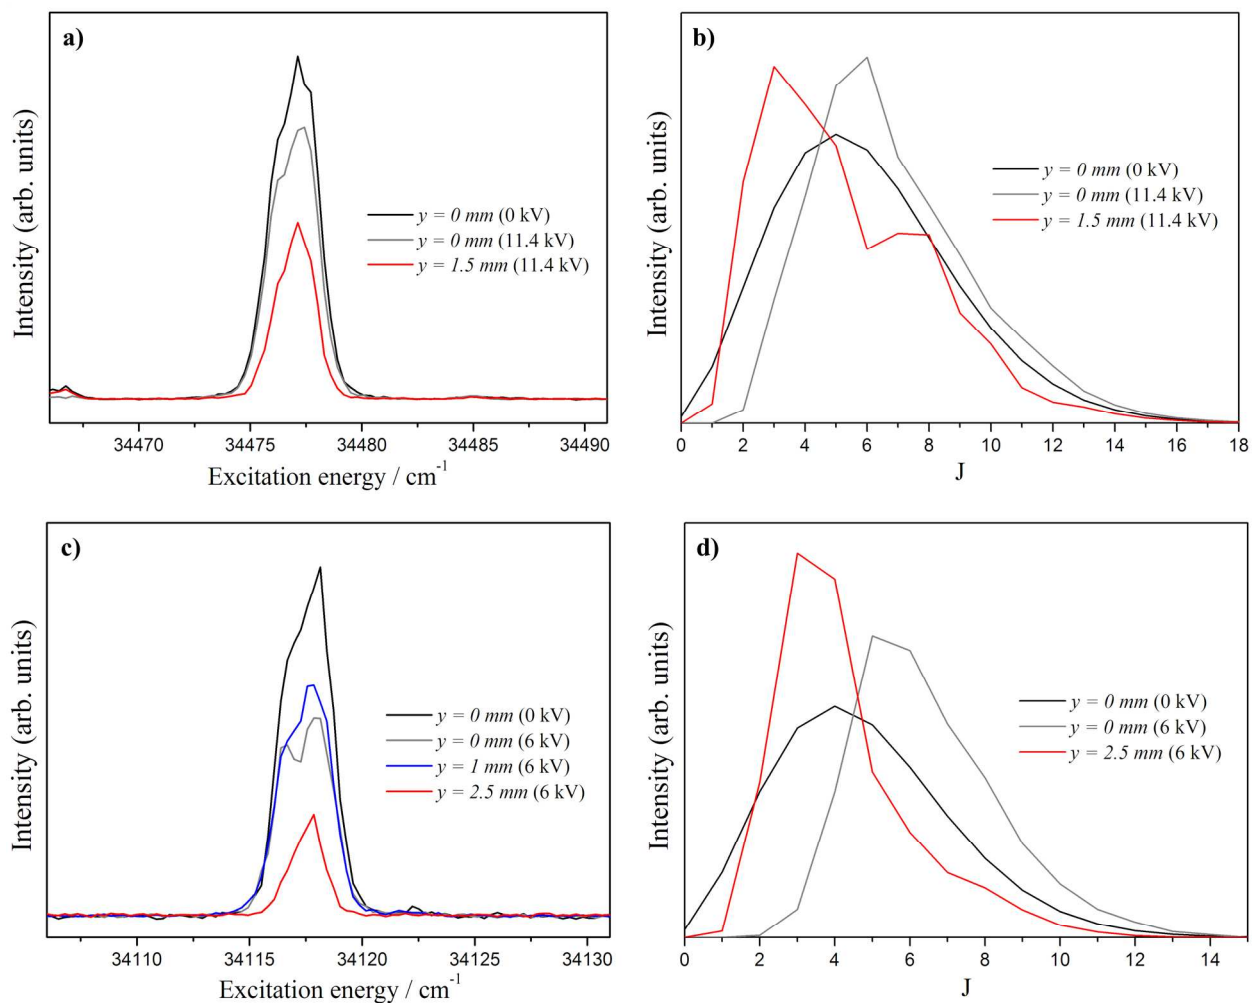 a)
Intensity (arb. units)
y = 0 mm (0 kV)
y = 0 mm (11.4 kV)
y = 1.5 mm (11.4 kV)
34470 34475 34480 34485 34490
Excitation energy / cm-1
b)
Intensity (arb. units)
y = 0 mm (0 kV)
y = 0 mm (11.4 kV)
y = 1.5 mm (11.4 kV)
0 2 4 6 8 10 12 14 16 18
J
c)
Intensity (arb. units)
y = 0 mm (0 kV)
y = 0 mm (6 kV)
y = 1 mm (6 kV)
y = 2.5 mm (6 kV)
34110 34115 34120 34125 34130
Excitation energy / cm-1
d)
Intensity (arb. units)
y = 0 mm (0 kV)
y = 0 mm (6 kV)
y = 2.5 mm (6 kV)
0 2 4 6 8 10 12 14
J